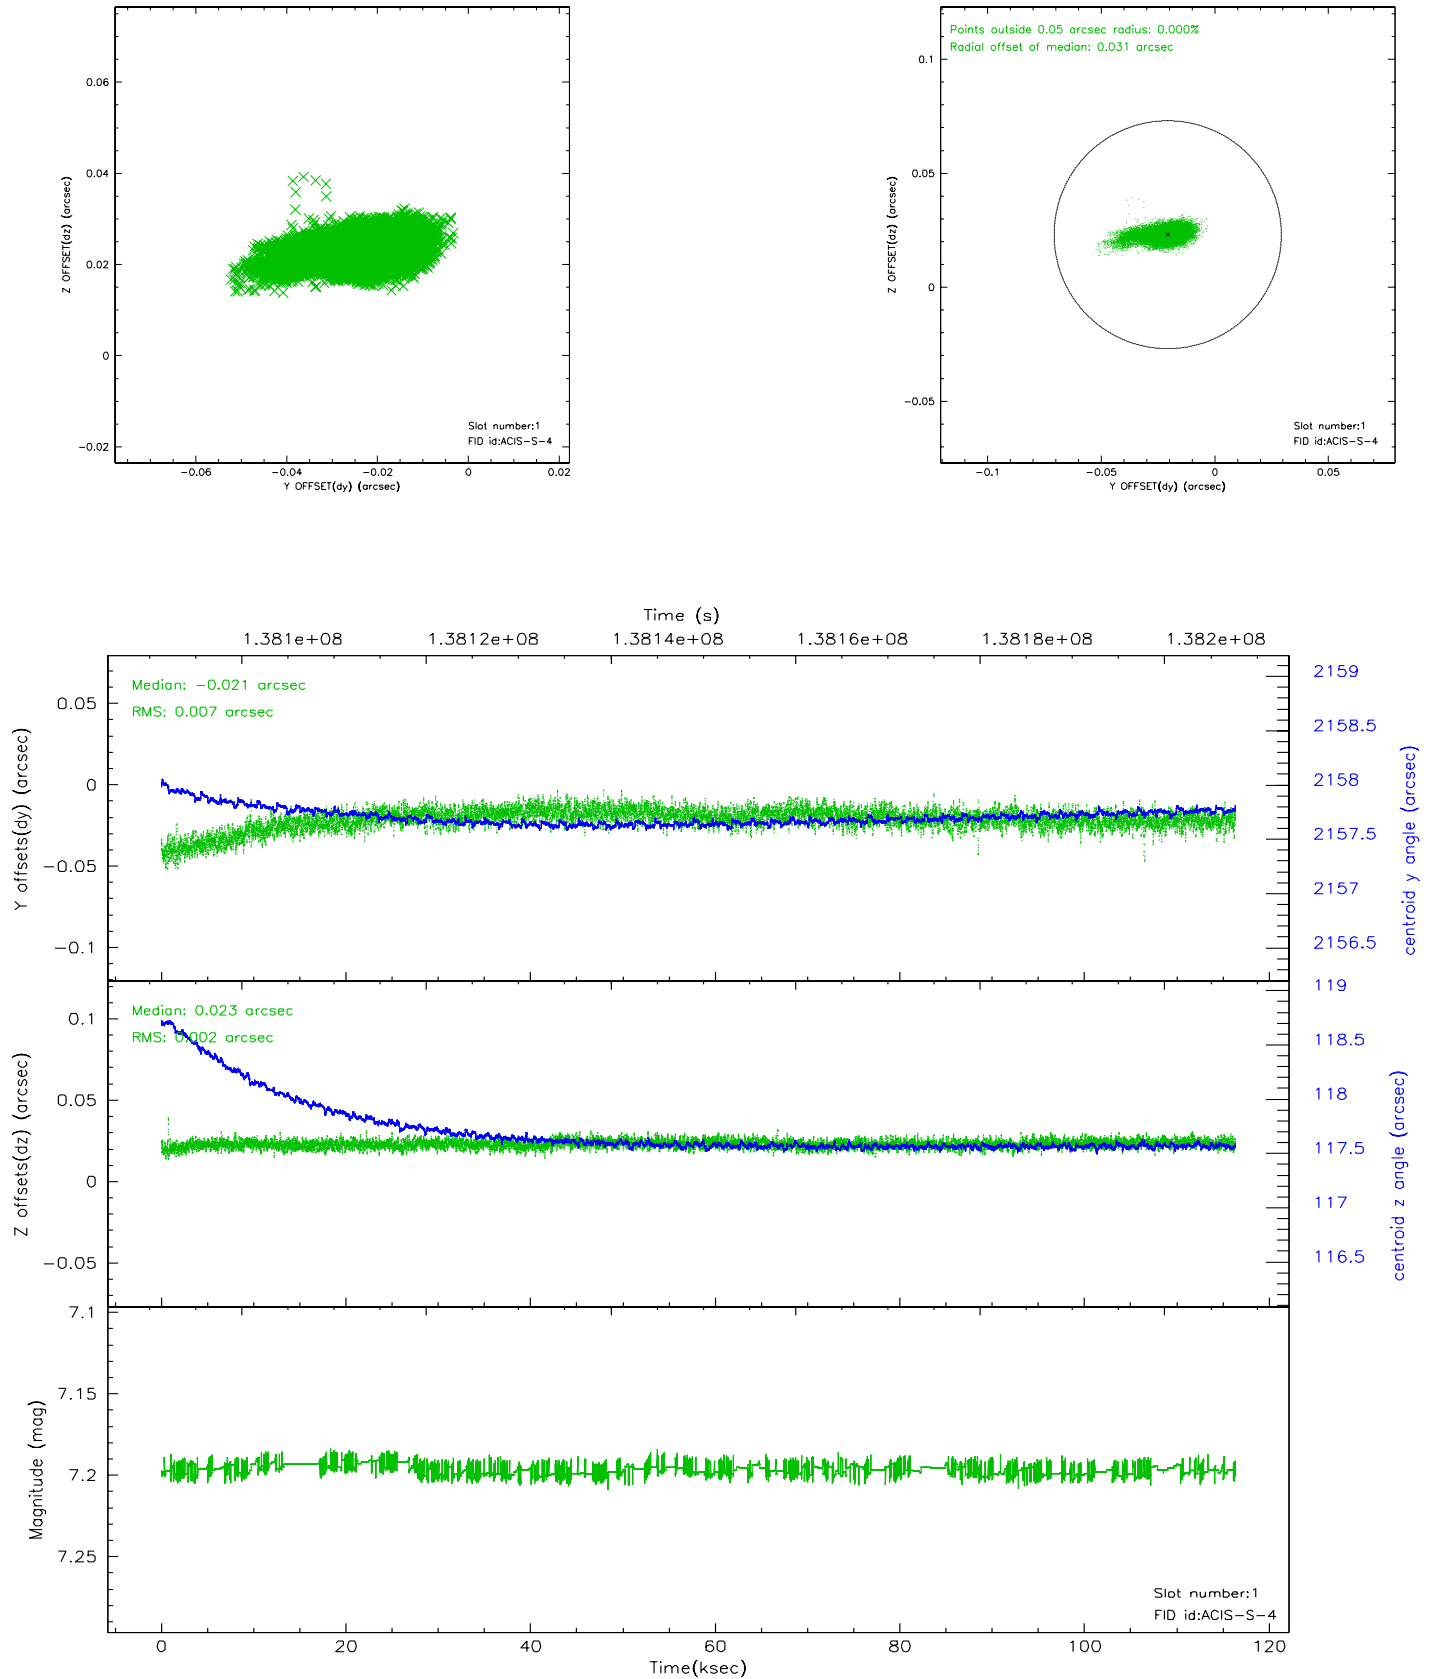 Points outside 0.05 arcsec radius: 0.000%
Radial offset of median: 0.031 arcsec
0.06
0.04
0.02
0
−0.02
Z OFFSET(dz) (arcsec)
Slot number:1
FID id:ACIS−S−4
−0.06
−0.04
−0.02
0
0.02
Y OFFSET(dy) (arcsec)
0.1
0.05
0
−0.05
Z OFFSET(dz) (arcsec)
Slot number:1
FID id:ACIS−S−4
−0.1
−0.05
0
0.05
Y OFFSET(dy) (arcsec)
Time (s)
1.381e+08
1.3812e+08
1.3814e+08
1.3816e+08
1.3818e+08
1.382e+08
Median: −0.021 arcsec
RMS: 0.007 arcsec
0.05
0
−0.05
−0.1
Y offsets(dy) (arcsec)
2159
2158.5
2158
2157.5
2157
2156.5
centroid y angle (arcsec)
Median: 0.023 arcsec
RMS: 0.002 arcsec
0.1
0.05
0
−0.05
Z offsets(dz) (arcsec)
119
118.5
118
117.5
117
116.5
centroid z angle (arcsec)
7.1
7.15
7.2
7.25
Magnitude (mag)
Slot number:1
FID id:ACIS−S−4
0
20
40
60
80
100
120
Time(ksec)